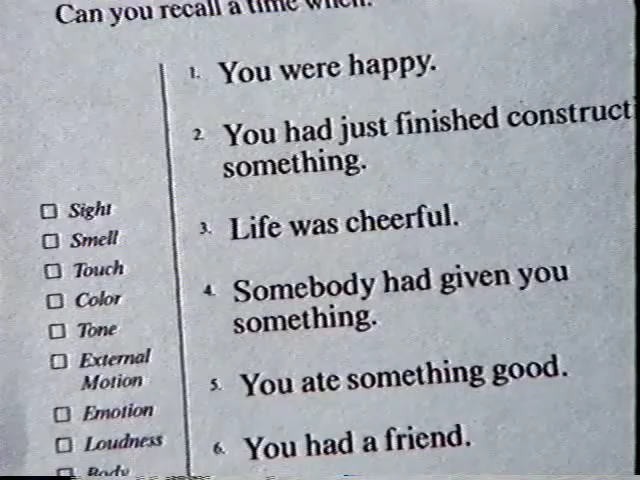 Can you recall a time when:
1. You were happy.
2. You had just finished
something.
3. Life was cheerful.
4. Somebody had given you
something.
5. You ate something good.
6. You had a friend.
☐ Sight
☐ Smell
☐ Touch
☐ Color
☐ Tone
☐ External
Motion
☐ Emotion
☐ Loudness
☐ Body